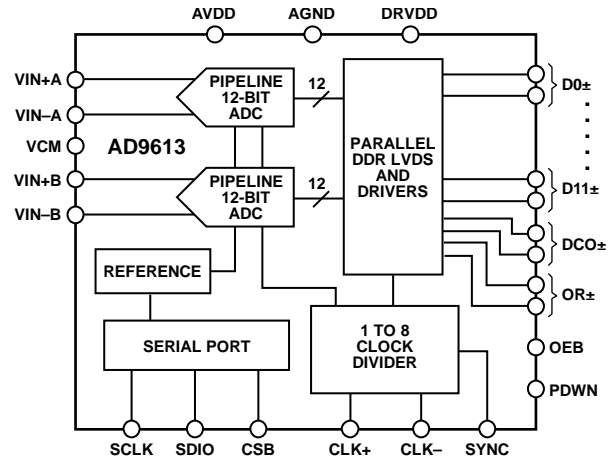 AVDD AGND DRVDD
VIN+A
VIN–A
VCM
VIN+B
VIN–B
AD9613
PIPELINE
12-BIT
ADC
12
PIPELINE
12-BIT
ADC
12
PARALLEL
DDR LVDS
AND
DRIVERS
D0±
D11±
DCO±
OR±
OEB
PDWN
REFERENCE
SERIAL PORT
1 TO 8
CLOCK
DIVIDER
SCLK SDIO CSB CLK+ CLK– SYNC